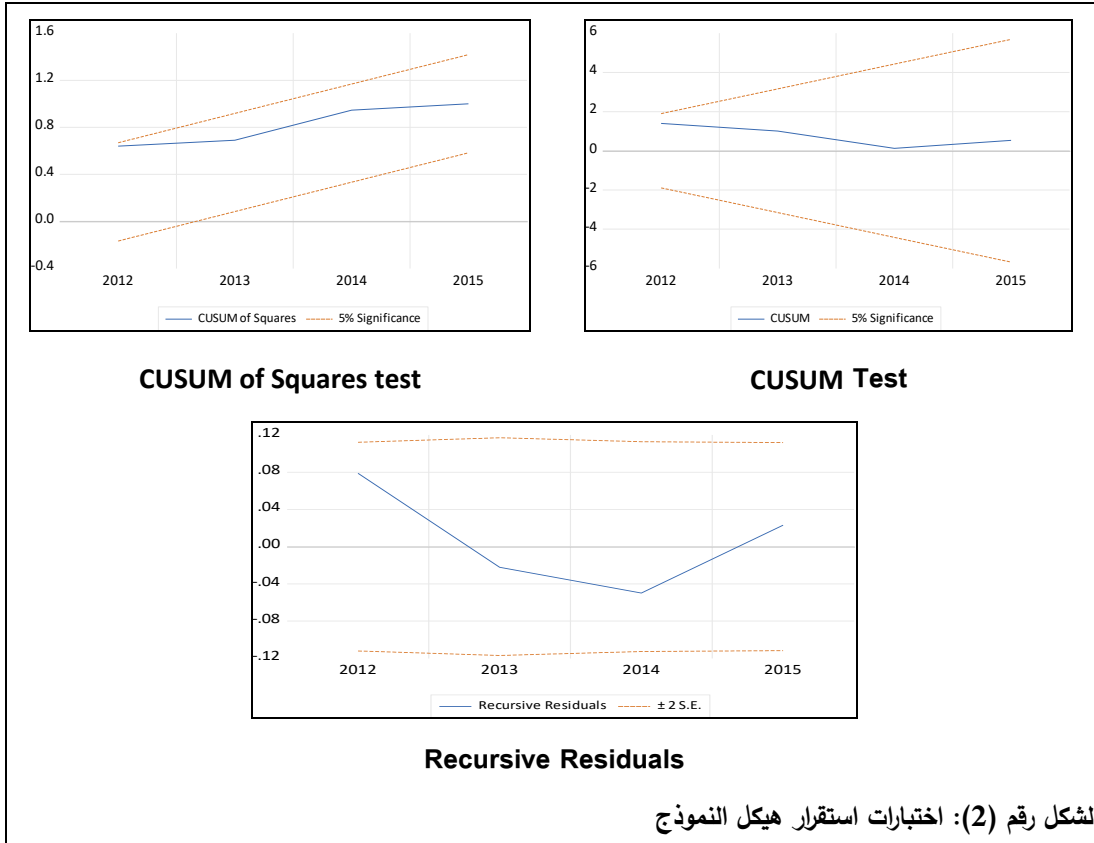 1.6
1.2
0.8
0.4
0.0
-0.4
2012 2013 2014 2015
CUSUM of Squares 5% Significance
6
4
2
0
-2
-4
-6
2012 2013 2014 2015
CUSUM 5% Significance
CUSUM of Squares test
CUSUM Test
.12
.08
.04
.00
-.04
-.08
-.12
2012 2013 2014 2015
Recursive Residuals ± 2 S.E.
Recursive Residuals
لشكل رقم (2): اختبارات استقرار هيكل النموذج